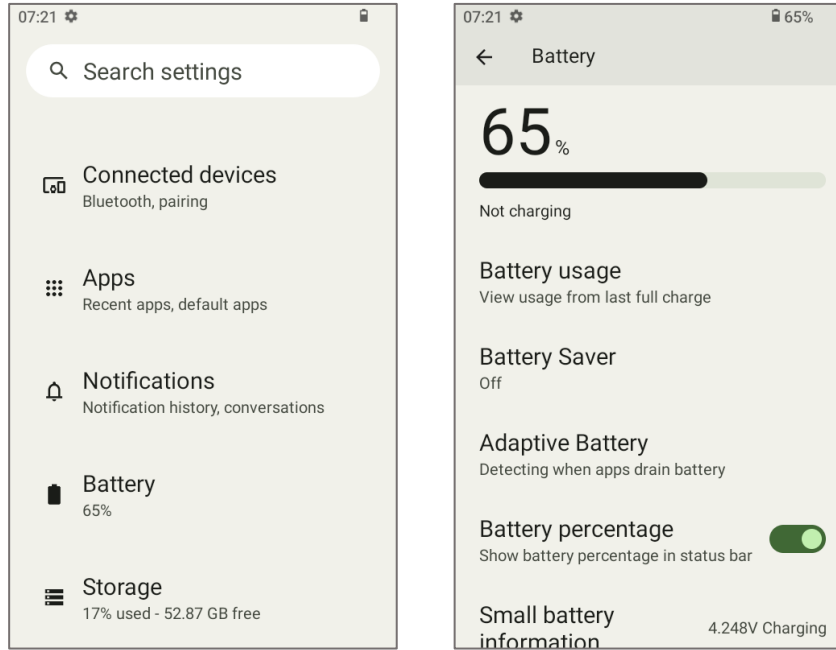 07:21
Search settings
Connected devices
Bluetooth, pairing
Apps
Recent apps, default apps
Notifications
Notification history, conversations
Battery
65%
Storage
17% used - 52.87 GB free
07:21 65%
Battery
65 %
Not charging
Battery usage
View usage from last full charge
Battery Saver
Off
Adaptive Battery
Detecting when apps drain battery
Battery percentage
Show battery percentage in status bar
Small battery
information
4.248V Charging